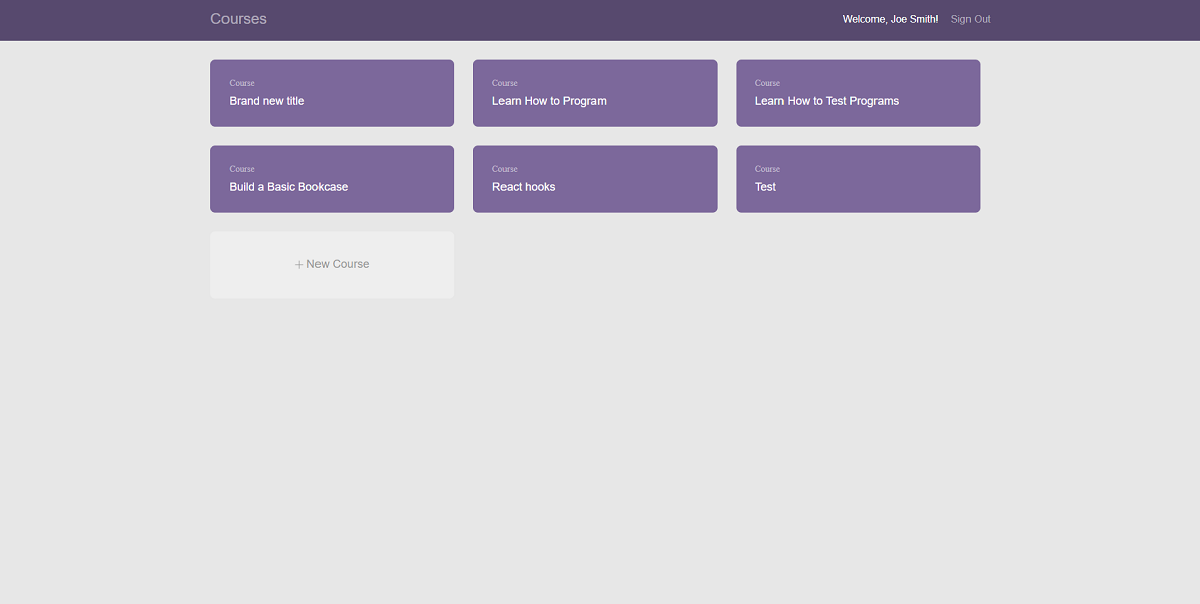 Courses
Welcome, Joe Smith! Sign Out
Course
Brand new title
Course
Learn How to Program
Course
Learn How to Test Programs
Course
Build a Basic Bookcase
Course
React hooks
Course
Test
+ New Course